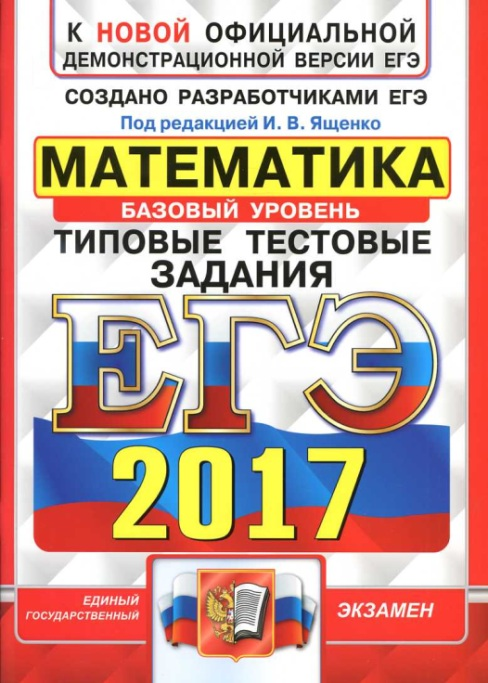 К НОВОЙ ОФИЦИАЛЬНОЙ
ДЕМОНСТРАЦИОННОЙ ВЕРСИИ ЕГЭ
СОЗДАНО РАЗРАБОТЧИКАМИ ЕГЭ
Под редакцией И. В. Ященко
МАТЕМАТИКА
БАЗОВЫЙ УРОВЕНЬ
ТИПОВЫЕ ТЕСТОВЫЕ
ЗАДАНИЯ
ЕГЭ
2017
ЕДИНЫЙ
ГОСУДАРСТВЕННЫЙ
ЭКЗАМЕН